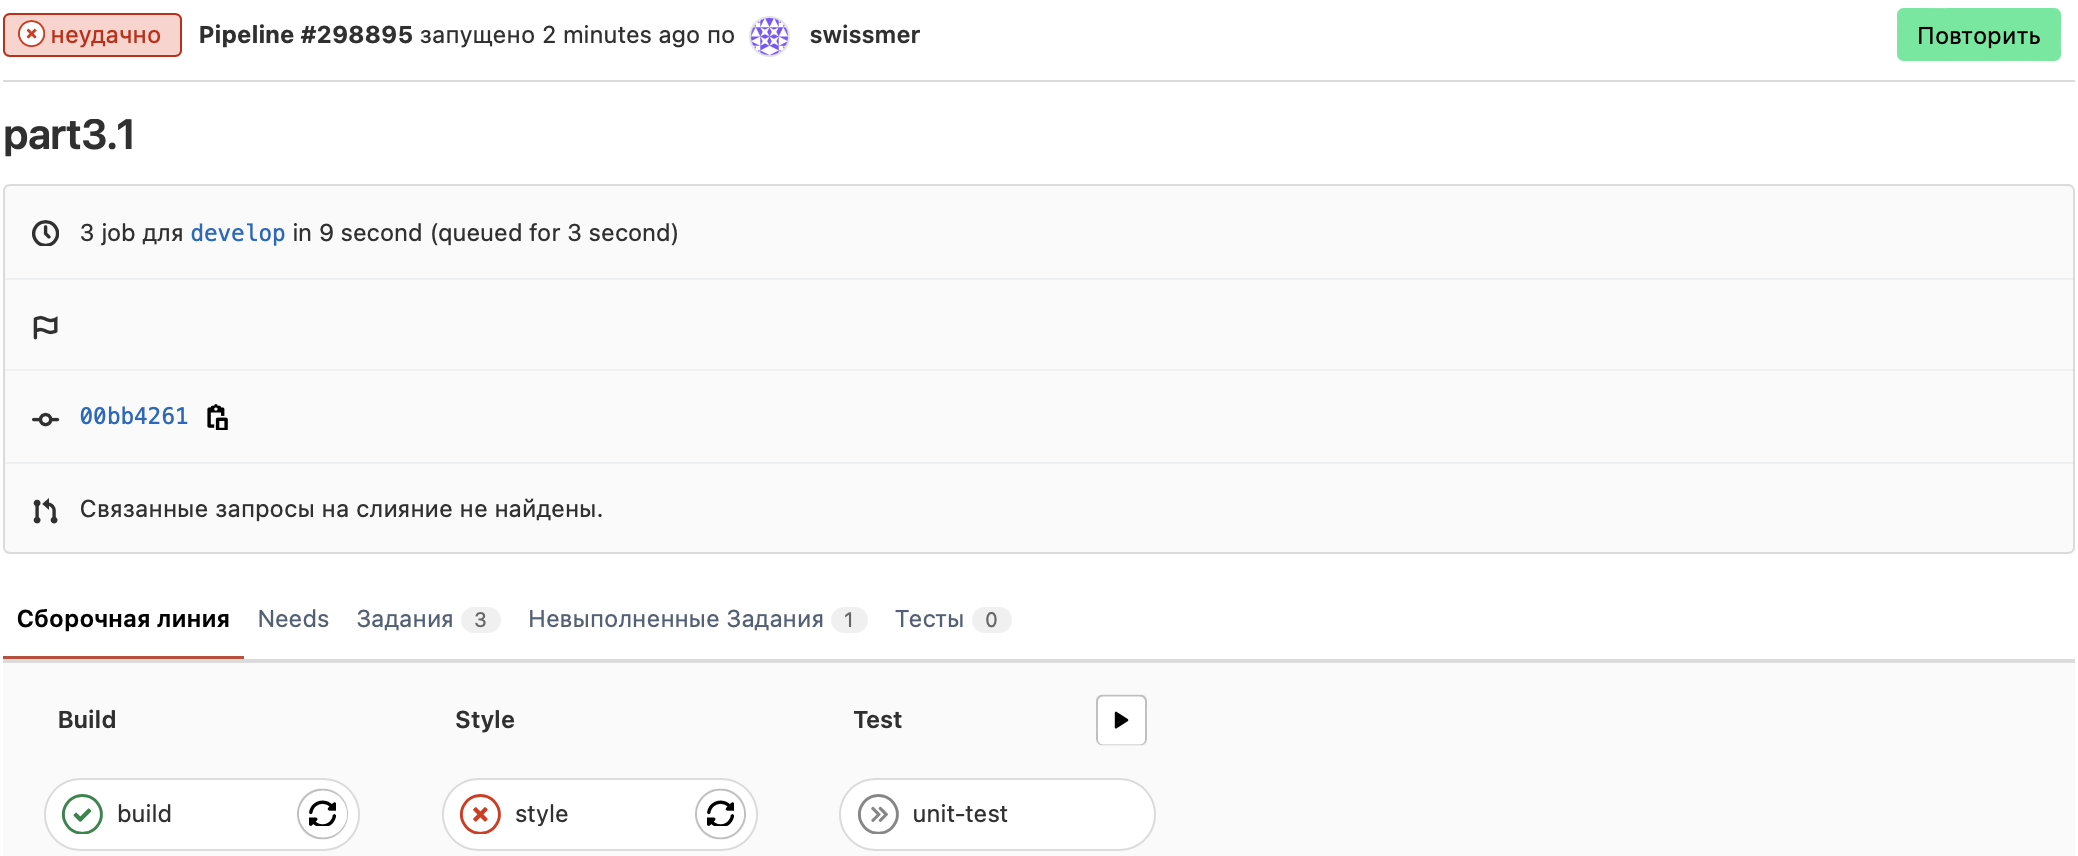 неудачно Pipeline #298895 запущено 2 minutes ago по swissmer Повторить
part3.1
3 job для develop in 9 second (queued for 3 second)
00bb4261
Связанные запросы на слияние не найдены.
Сборочная линия Needs Задания 3 Невыполненные Задания 1 Тесты 0
Build Style Test
build style unit-test